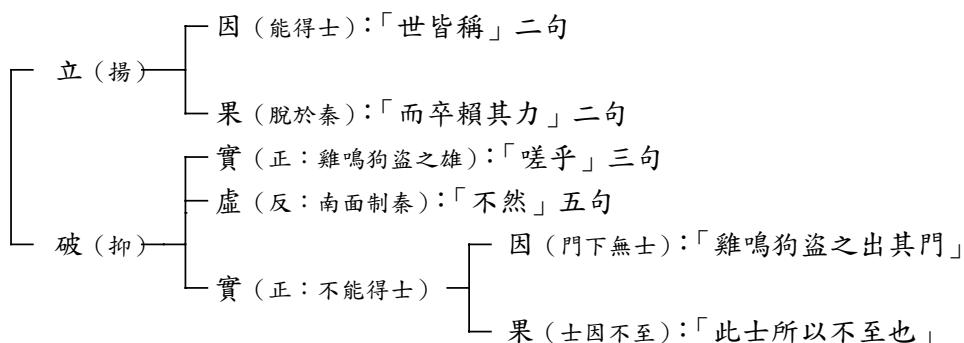 因（能得士）：「世皆稱」二句
立（揚）
果（脫於秦）：「而卒賴其力」二句
實（正：雞鳴狗盜之雄）：「嗟乎」三句
虛（反：南面制秦）：「不然」五句
破（抑）
因（門下無士）：「雞鳴狗盜之出其門」
實（正：不能得士）
果（士因不至）：「此士所以不至也」